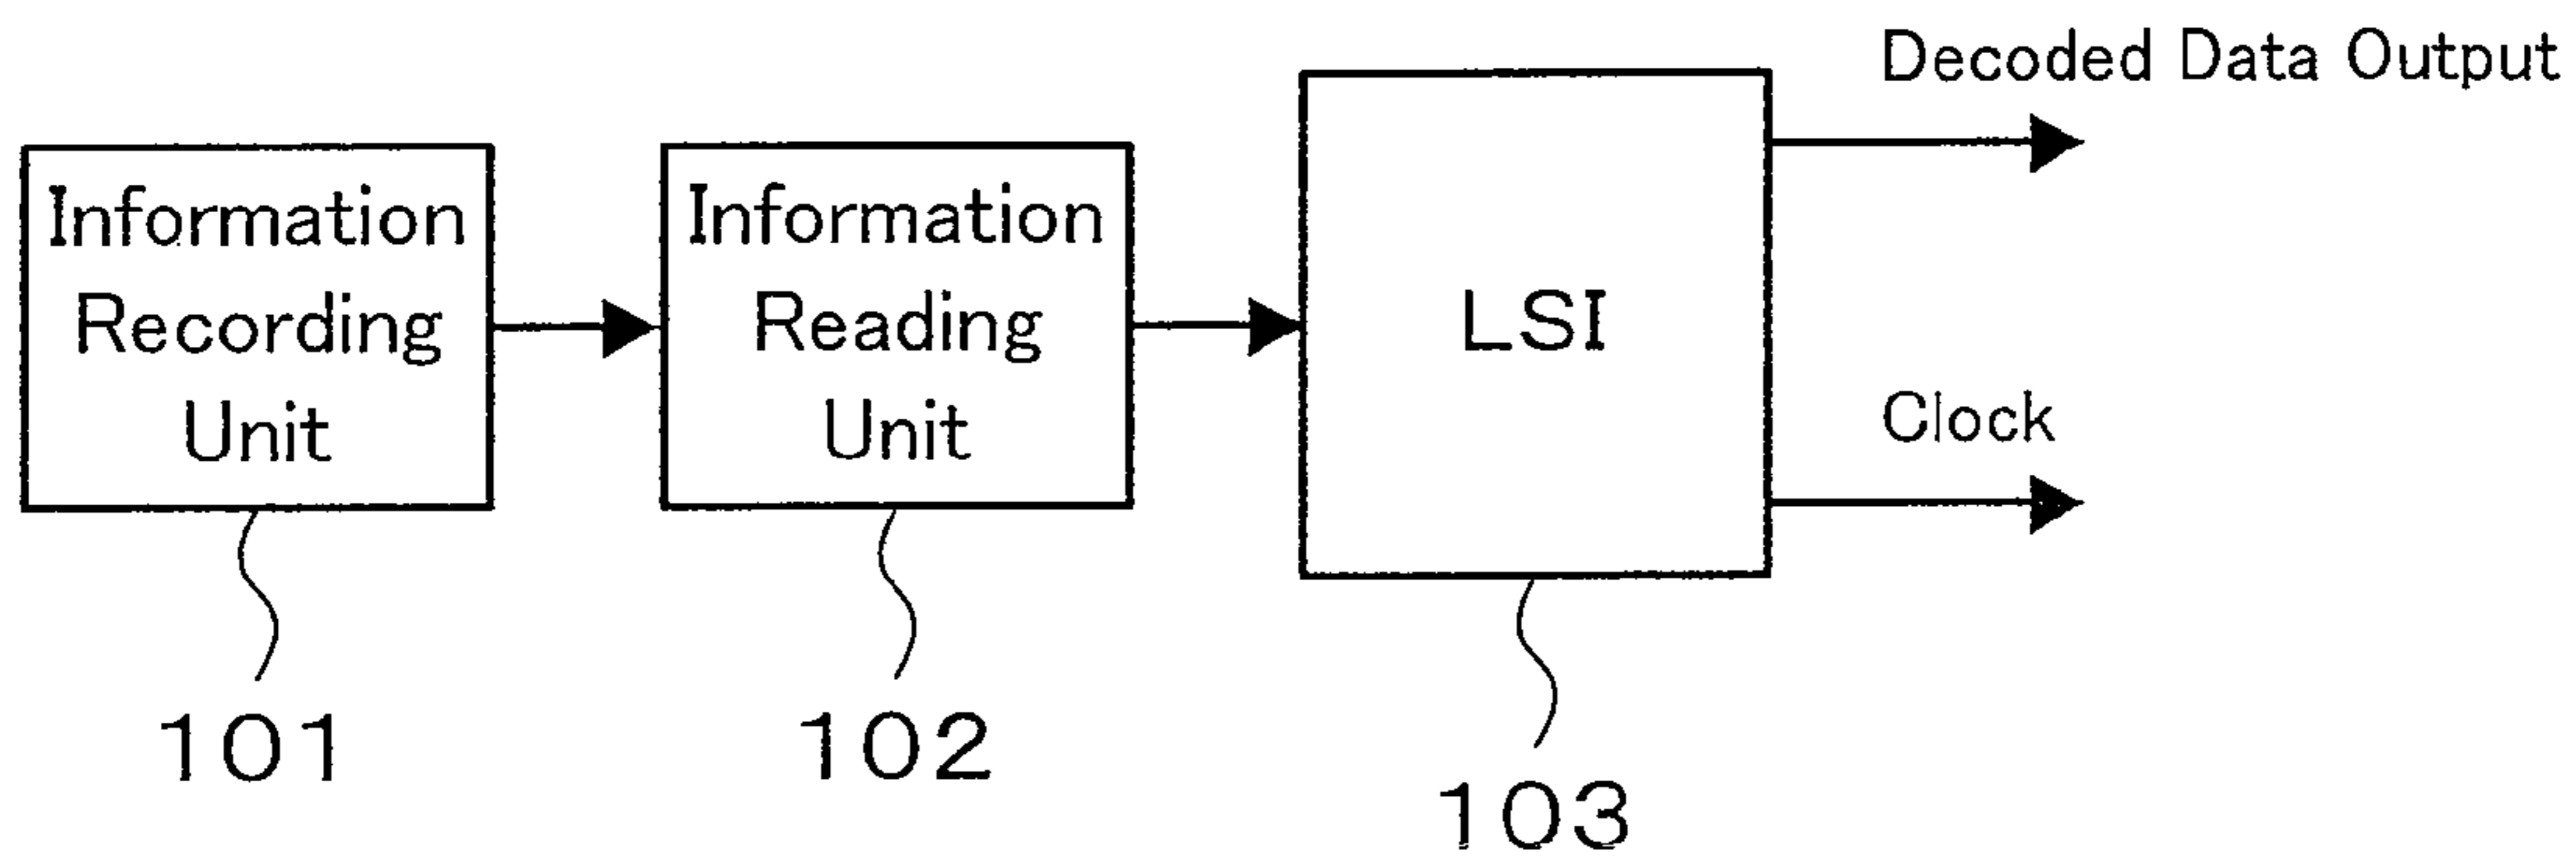 Decoded Data Output
Information
Recording
Unit
Information
Reading
Unit
LSI
Clock
101
102
103